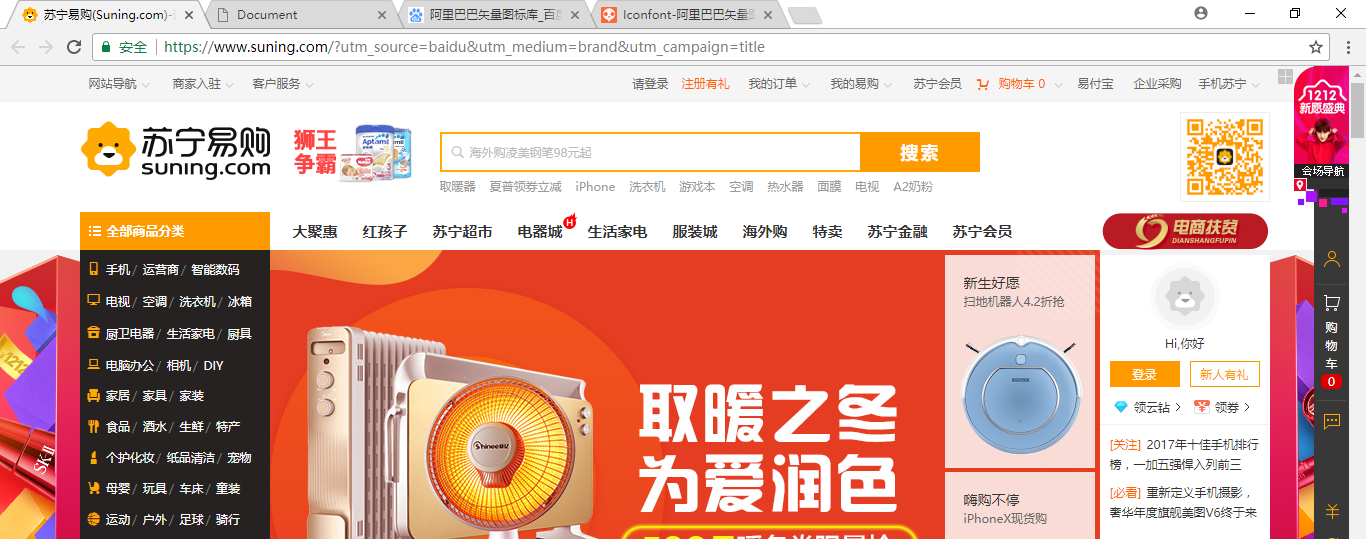 苏宁易购(Suning.com)-
Document
阿里巴巴矢量图标库_百度
Iconfont-阿里巴巴矢量图
安全 https://www.suning.com/?utm_source=baidu&utm_medium=brand&utm_campaign=title
网站导航 商家入驻 客户服务 请登录 注册有礼 我的订单 我的易购 苏宁会员 购物车 0 易付宝 企业采购 手机苏宁
1212
新愿盛典
会场导航
苏宁易购
suning.com
狮王
争霸
Aptamil
海外购凌美钢笔98元起 搜索
取暖器 夏普领券立减 iPhone 洗衣机 游戏本 空调 热水器 面膜 电视 A2奶粉
全部商品分类 大聚惠 红孩子 苏宁超市 电器城 H 生活家电 服装城 海外购 特卖 苏宁金融 苏宁会员
电商扶贫
DIANSHANGFUPIN
手机/ 运营商/ 智能数码
电视/ 空调/ 洗衣机/ 冰箱
厨卫电器/ 生活家电/ 厨具
电脑办公/ 相机/ DIY
家居/ 家具/ 家装
食品/ 酒水/ 生鲜/ 特产
个护化妆/ 纸品清洁/ 宠物
母婴/ 玩具/ 车床/ 童装
运动/ 户外/ 足球/ 骑行
1212
SK-II
Shinee
取暖之冬
为爱润色
新生好愿
扫地机器人4.2折抢
嗨购不停
iPhoneX现货购
Hi,你好
登录 新人有礼
领云钻 领券
[关注] 2017年十佳手机排行
榜，一加五强悍入列前三
[必看] 重新定义手机摄影，
奢华年度旗舰美图V6终于来
购
物
车
0